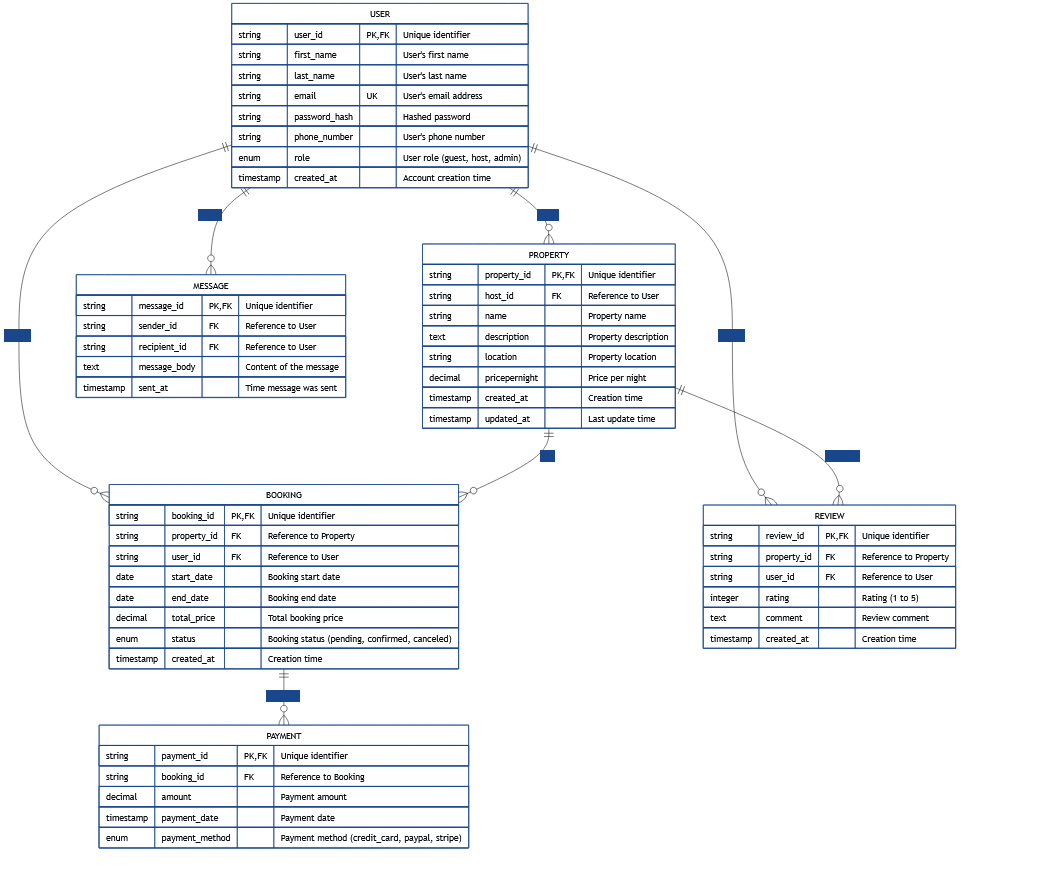 USER
string user_id PK,FK Unique identifier
string first_name User's first name
string last_name User's last name
string email UK User's email address
string password_hash Hashed password
string phone_number User's phone number
enum role User role (guest, host, admin)
timestamp created_at Account creation time
PROPERTY
string property_id PK,FK Unique identifier
string host_id FK Reference to User
string name Property name
text description Property description
string location Property location
decimal pricepernight Price per night
timestamp created_at Creation time
timestamp updated_at Last update time
MESSAGE
string message_id PK,FK Unique identifier
string sender_id FK Reference to User
string recipient_id FK Reference to User
text message_body Content of the message
timestamp sent_at Time message was sent
BOOKING
string booking_id PK,FK Unique identifier
string property_id FK Reference to Property
string user_id FK Reference to User
date start_date Booking start date
date end_date Booking end date
decimal total_price Total booking price
enum status Booking status (pending, confirmed, canceled)
timestamp created_at Creation time
REVIEW
string review_id PK,FK Unique identifier
string property_id FK Reference to Property
string user_id FK Reference to User
integer rating Rating (1 to 5)
text comment Review comment
timestamp created_at Creation time
PAYMENT
string payment_id PK,FK Unique identifier
string booking_id FK Reference to Booking
decimal amount Payment amount
timestamp payment_date Payment date
enum payment_method Payment method (credit_card, paypal, stripe)